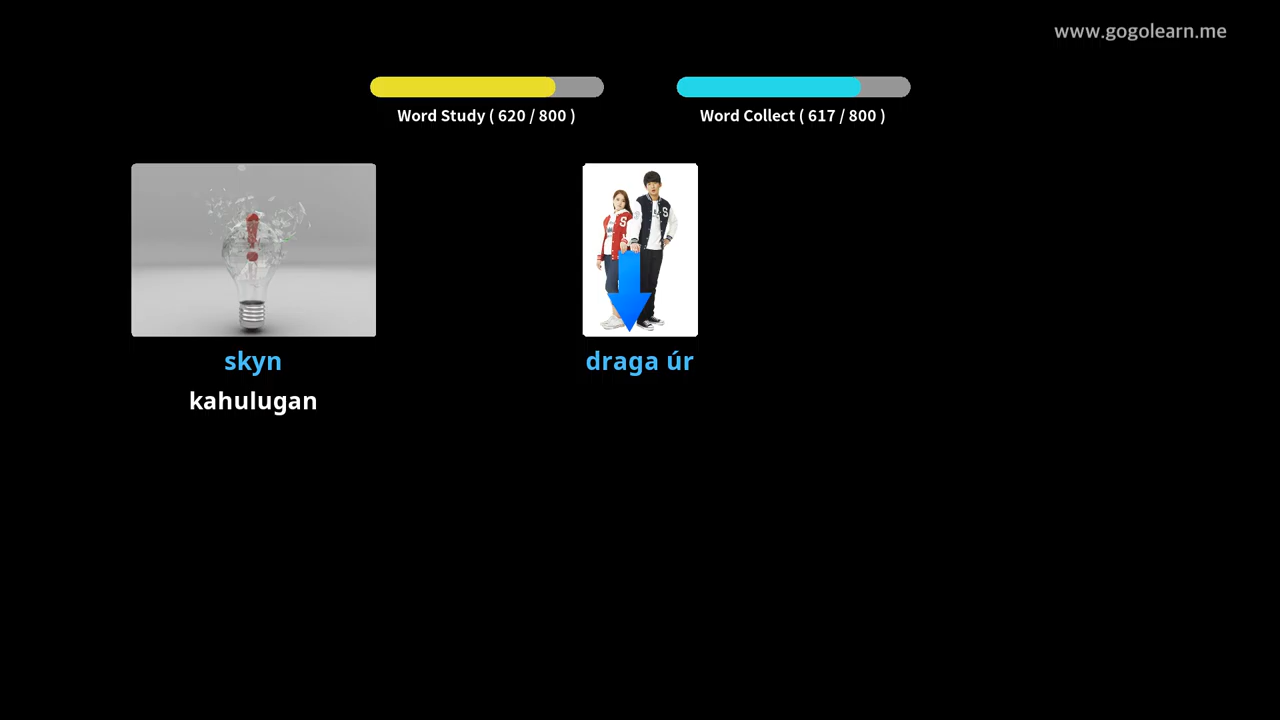 www.gogolearn.me
Word Study ( 620 / 800 )
Word Collect ( 617 / 800 )
S
S
skyn
draga úr
kahulugan